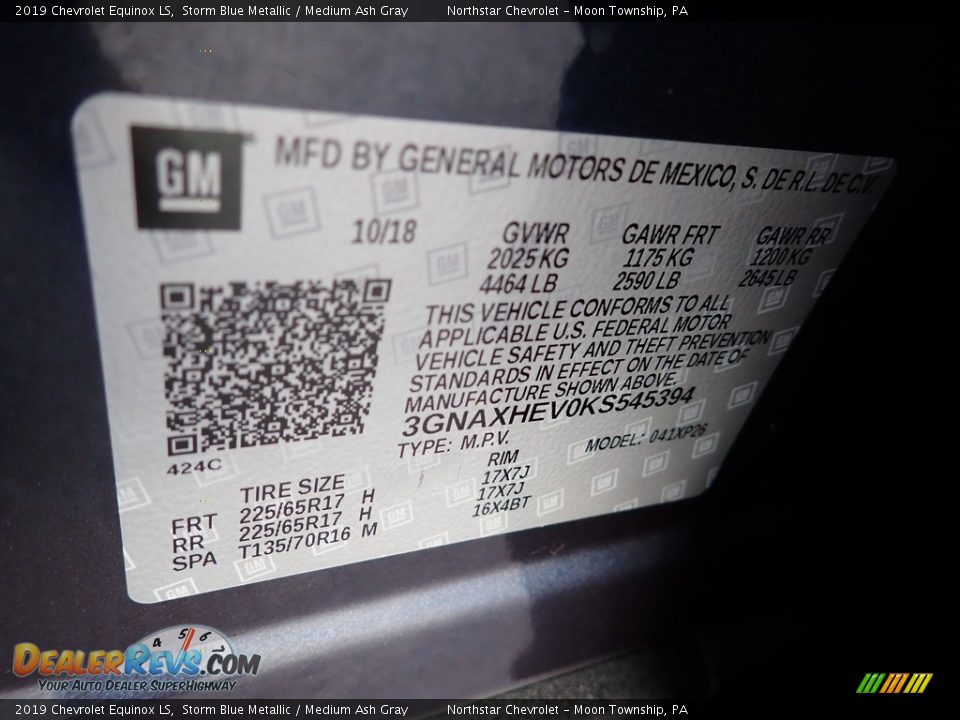 2019 Chevrolet Equinox LS, Storm Blue Metallic / Medium Ash Gray Northstar Chevrolet - Moon Township, PA
GM
MFD BY GENERAL MOTORS DE MEXICO, S. DE R.L. DE C.V.
10/18 GVWR GAWR FRT GAWR RR
2025 KG 1175 KG 1200 KG
4464 LB 2590 LB 2645 LB
THIS VEHICLE CONFORMS TO ALL
APPLICABLE U.S. FEDERAL MOTOR
VEHICLE SAFETY AND THEFT PREVENTION
STANDARDS IN EFFECT ON THE DATE OF
MANUFACTURE SHOWN ABOVE.
3GNAXHEV0KS545394
TYPE: M.P.V. MODEL: 041XP26
424C
TIRE SIZE RIM
FRT 225/65R17 H 17X7J
RR 225/65R17 H 17X7J
SPA T135/70R16 M 16X4BT
4 5 6
DEALERREVS.COM
YOUR AUTO DEALER SUPERHIGHWAY
2019 Chevrolet Equinox LS, Storm Blue Metallic / Medium Ash Gray Northstar Chevrolet - Moon Township, PA